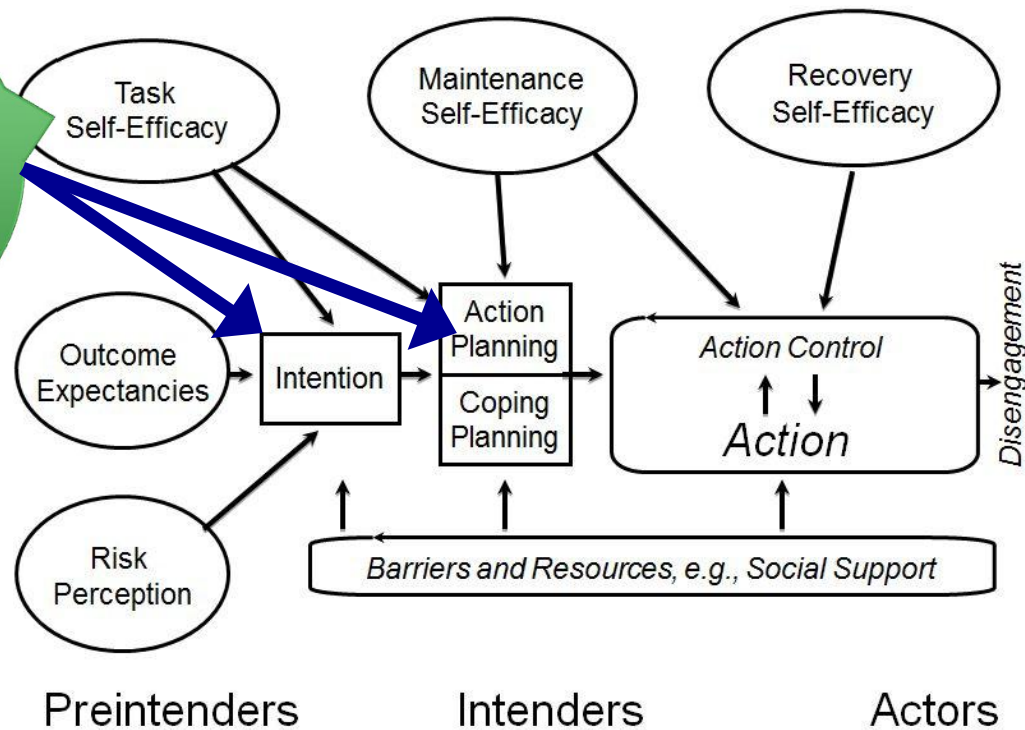 Task
Self-Efficacy
Maintenance
Self-Efficacy
Recovery
Self-Efficacy
Outcome
Expectancies
Intention
Action
Planning
Coping
Planning
Action Control
Action
Disengagement
Risk
Perception
Barriers and Resources, e.g., Social Support
Preintenders
Intenders
Actors